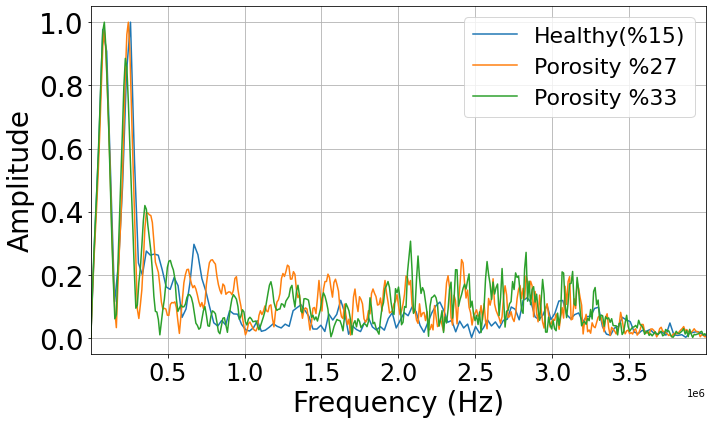 Healthy(%15)
Porosity %27
Porosity %33
Amplitude
1.0
0.8
0.6
0.4
0.2
0.0
0.5 1.0 1.5 2.0 2.5 3.0 3.5
1e6
Frequency (Hz)